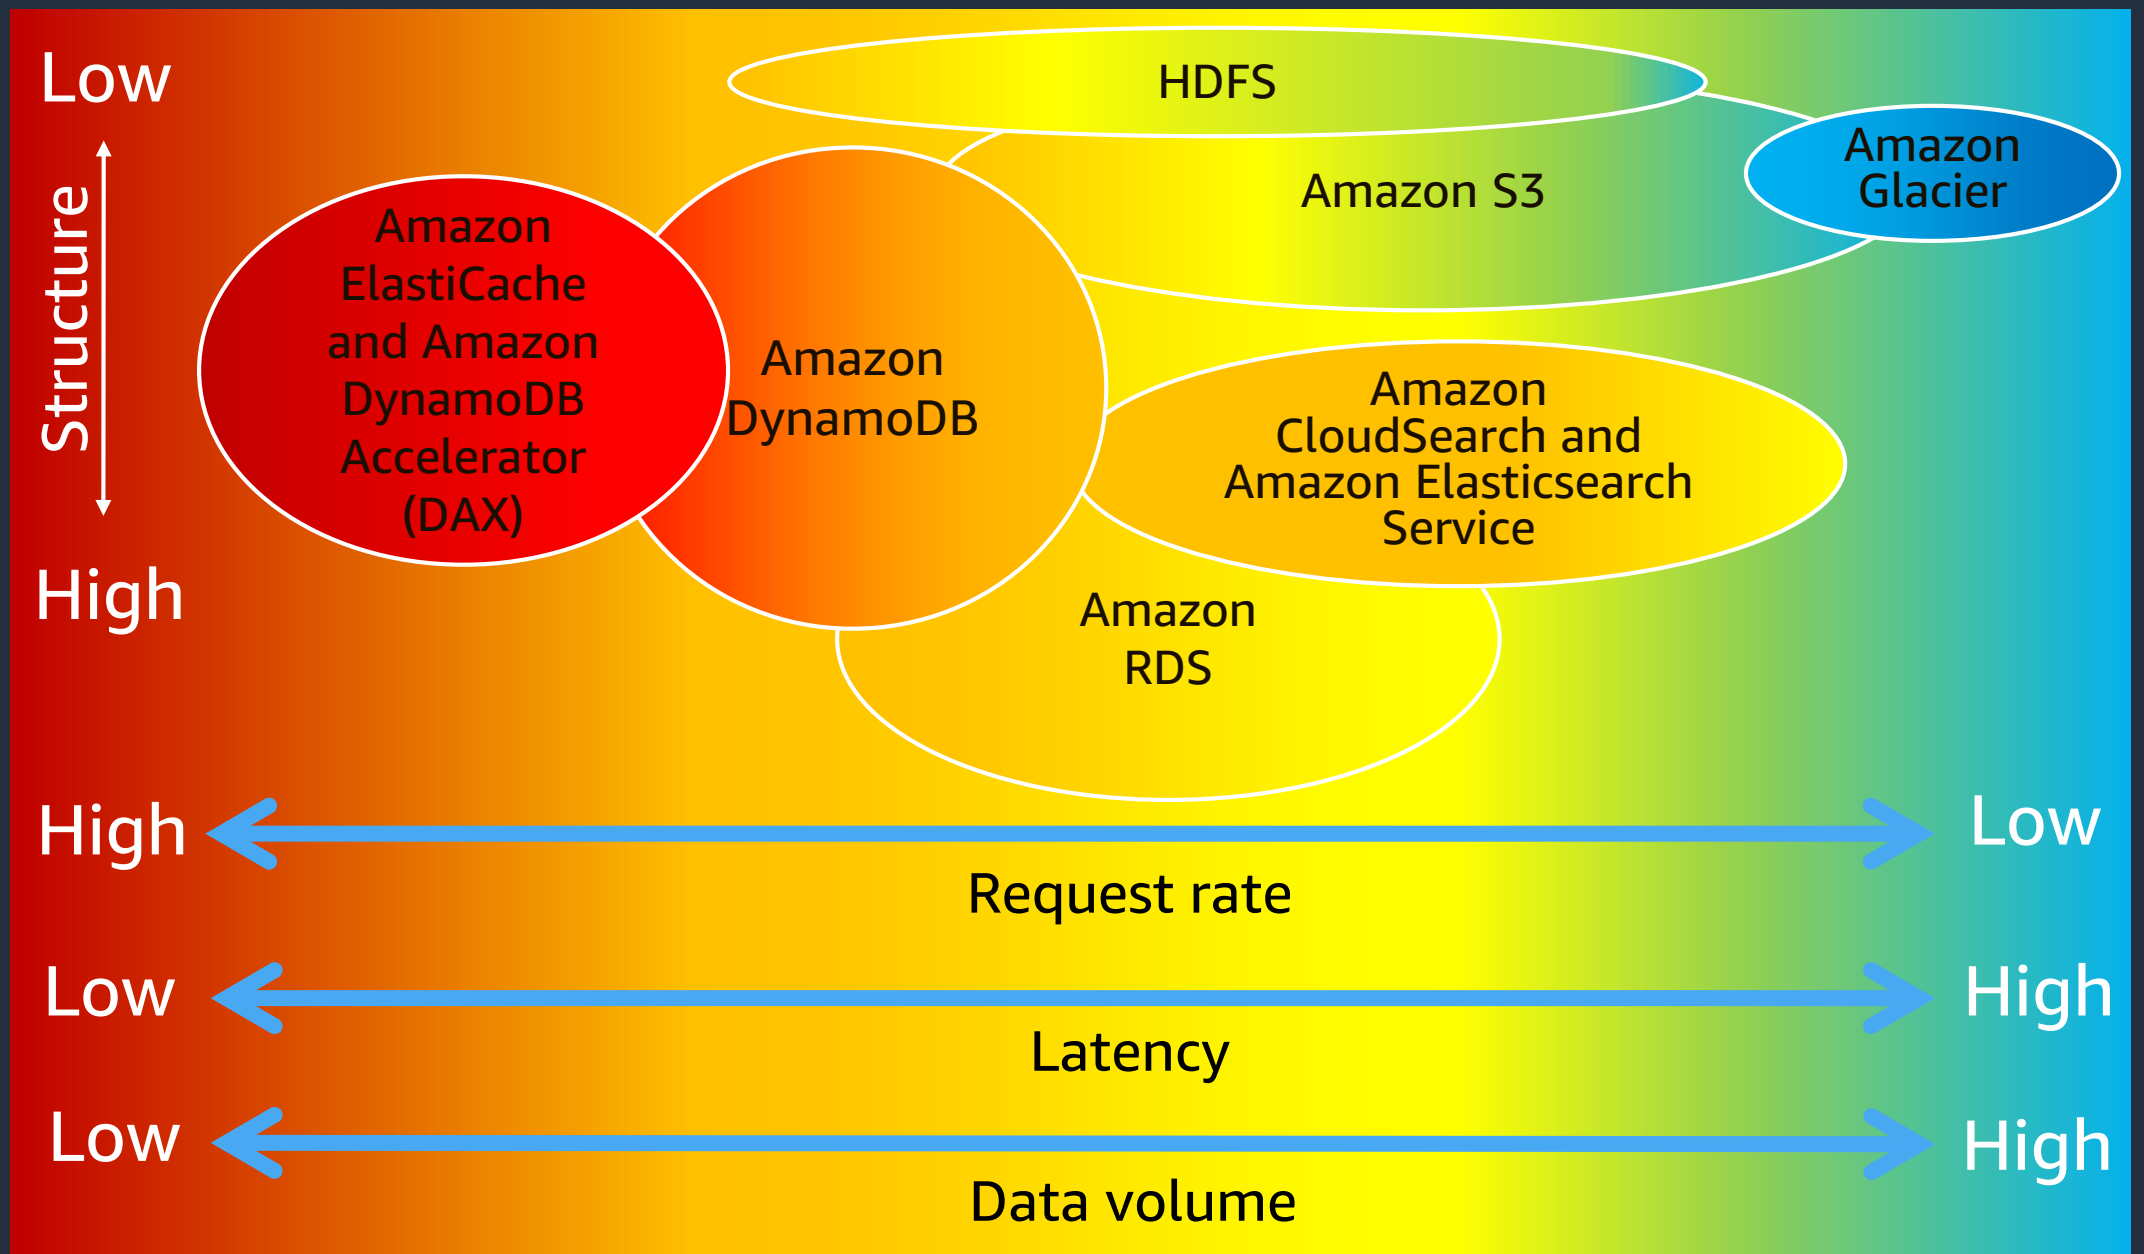 Low
Structure
High
HDFS
Amazon S3
Amazon
Glacier
Amazon
ElastiCache
and Amazon
DynamoDB
Accelerator
(DAX)
Amazon
DynamoDB
Amazon
CloudSearch and
Amazon Elasticsearch
Service
Amazon
RDS
High
Low
Request rate
Low
High
Latency
Low
High
Data volume